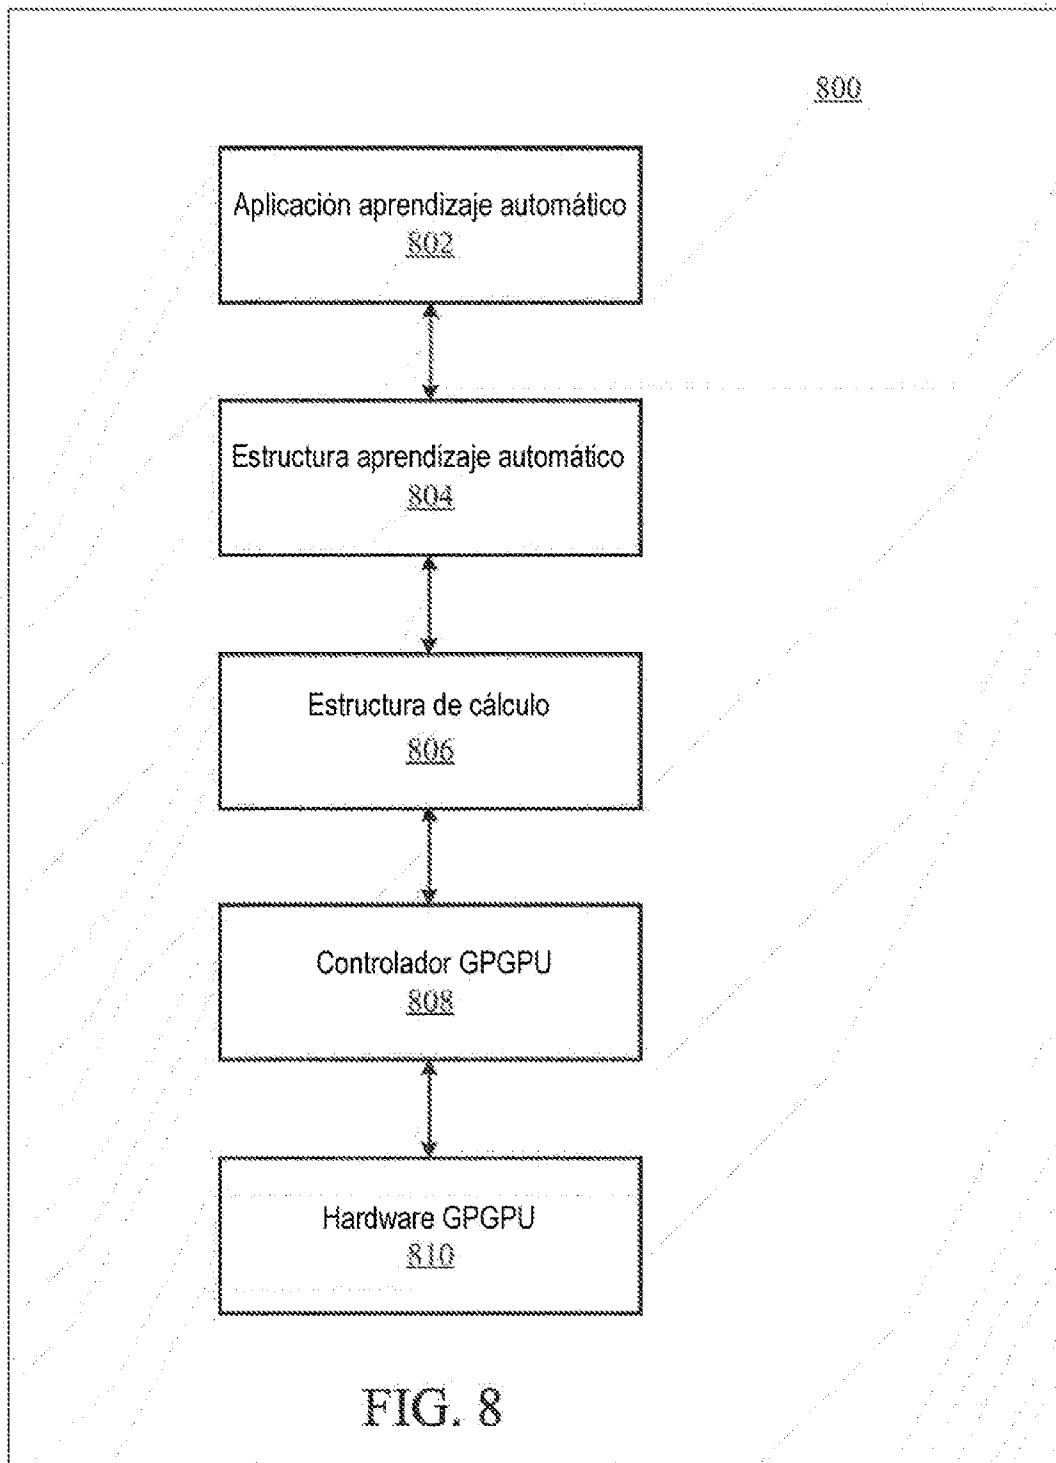 800
Aplicación aprendizaje automático
802
Estructura aprendizaje automático
804
Estructura de cálculo
806
Controlador GPGPU
808
Hardware GPGPU
810
FIG. 8